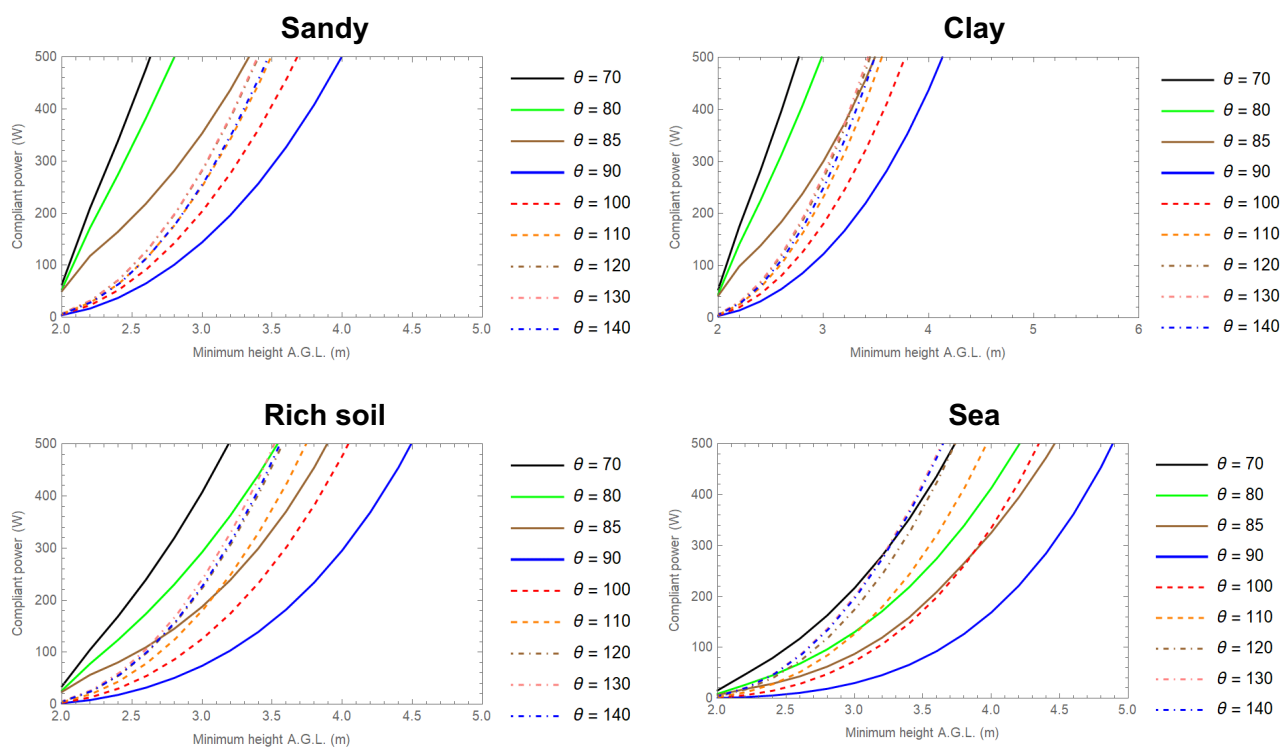 Sandy
500
400
300
200
100
0
Compliant power (W)
2.0 2.5 3.0 3.5 4.0 4.5 5.0
Minimum height A.G.L. (m)
θ = 70
θ = 80
θ = 85
θ = 90
θ = 100
θ = 110
θ = 120
θ = 130
θ = 140
Clay
500
400
300
200
100
0
Compliant power (W)
2 3 4 5 6
Minimum height A.G.L. (m)
θ = 70
θ = 80
θ = 85
θ = 90
θ = 100
θ = 110
θ = 120
θ = 130
θ = 140
Rich soil
500
400
300
200
100
0
Compliant power (W)
2.0 2.5 3.0 3.5 4.0 4.5 5.0
Minimum height A.G.L. (m)
θ = 70
θ = 80
θ = 85
θ = 90
θ = 100
θ = 110
θ = 120
θ = 130
θ = 140
Sea
500
400
300
200
100
0
Compliant power (W)
2.0 2.5 3.0 3.5 4.0 4.5 5.0
Minimum height A.G.L. (m)
θ = 70
θ = 80
θ = 85
θ = 90
θ = 100
θ = 110
θ = 120
θ = 130
θ = 140